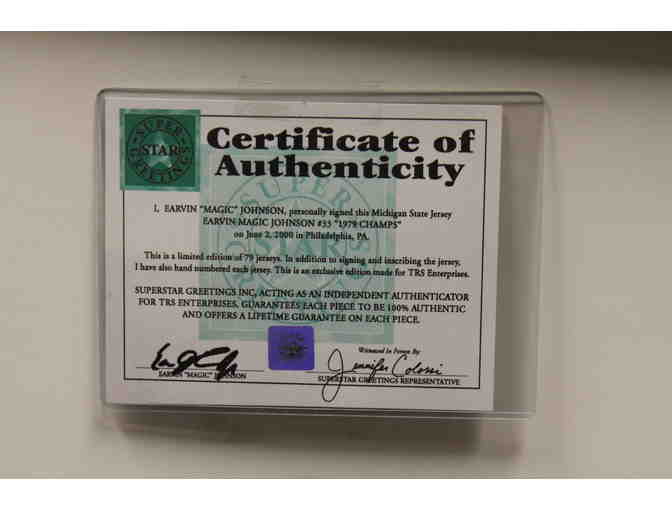 SUPER
STAR
GREETINGS
Certificate of
Authenticity
I, EARVIN "MAGIC" JOHNSON, personally signed this Michigan State Jersey
EARVIN MAGIC JOHNSON #33 "1979 CHAMPS"
on June 2, 2000 in Philadelphia, PA.
This is a limited edition of 79 jerseys. In addition to signing and inscribing the jersey,
I have also hand numbered each jersey. This is an exclusive edition made for TRS Enterprises.
SUPERSTAR GREETINGS INC, ACTING AS AN INDEPENDENT AUTHENTICATOR
FOR TRS ENTERPRISES, GUARANTEES EACH PIECE TO BE 100% AUTHENTIC
AND OFFERS A LIFETIME GUARANTEE ON EACH PIECE.
Witnessed In Person By:
Jennifer Colossi
EARVIN "MAGIC" JOHNSON
SUPERSTAR GREETINGS REPRESENTATIVE